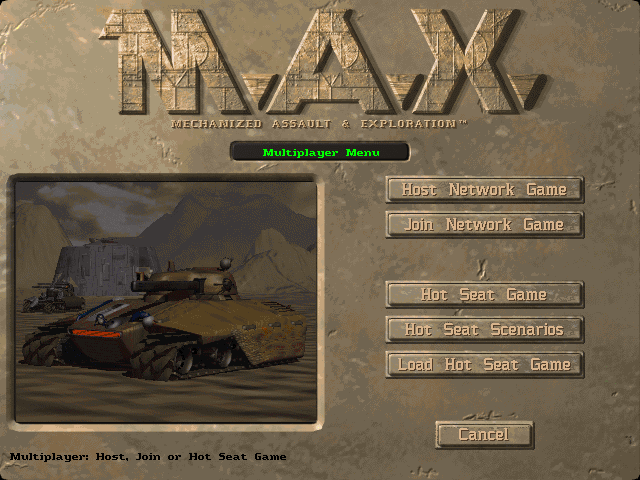 M.A.X.
MECHANIZED ASSAULT & EXPLORATION™
Multiplayer Menu
Host Network Game
Join Network Game
Hot Seat Game
Hot Seat Scenarios
Load Hot Seat Game
Cancel
Multiplayer: Host, Join or Hot Seat Game